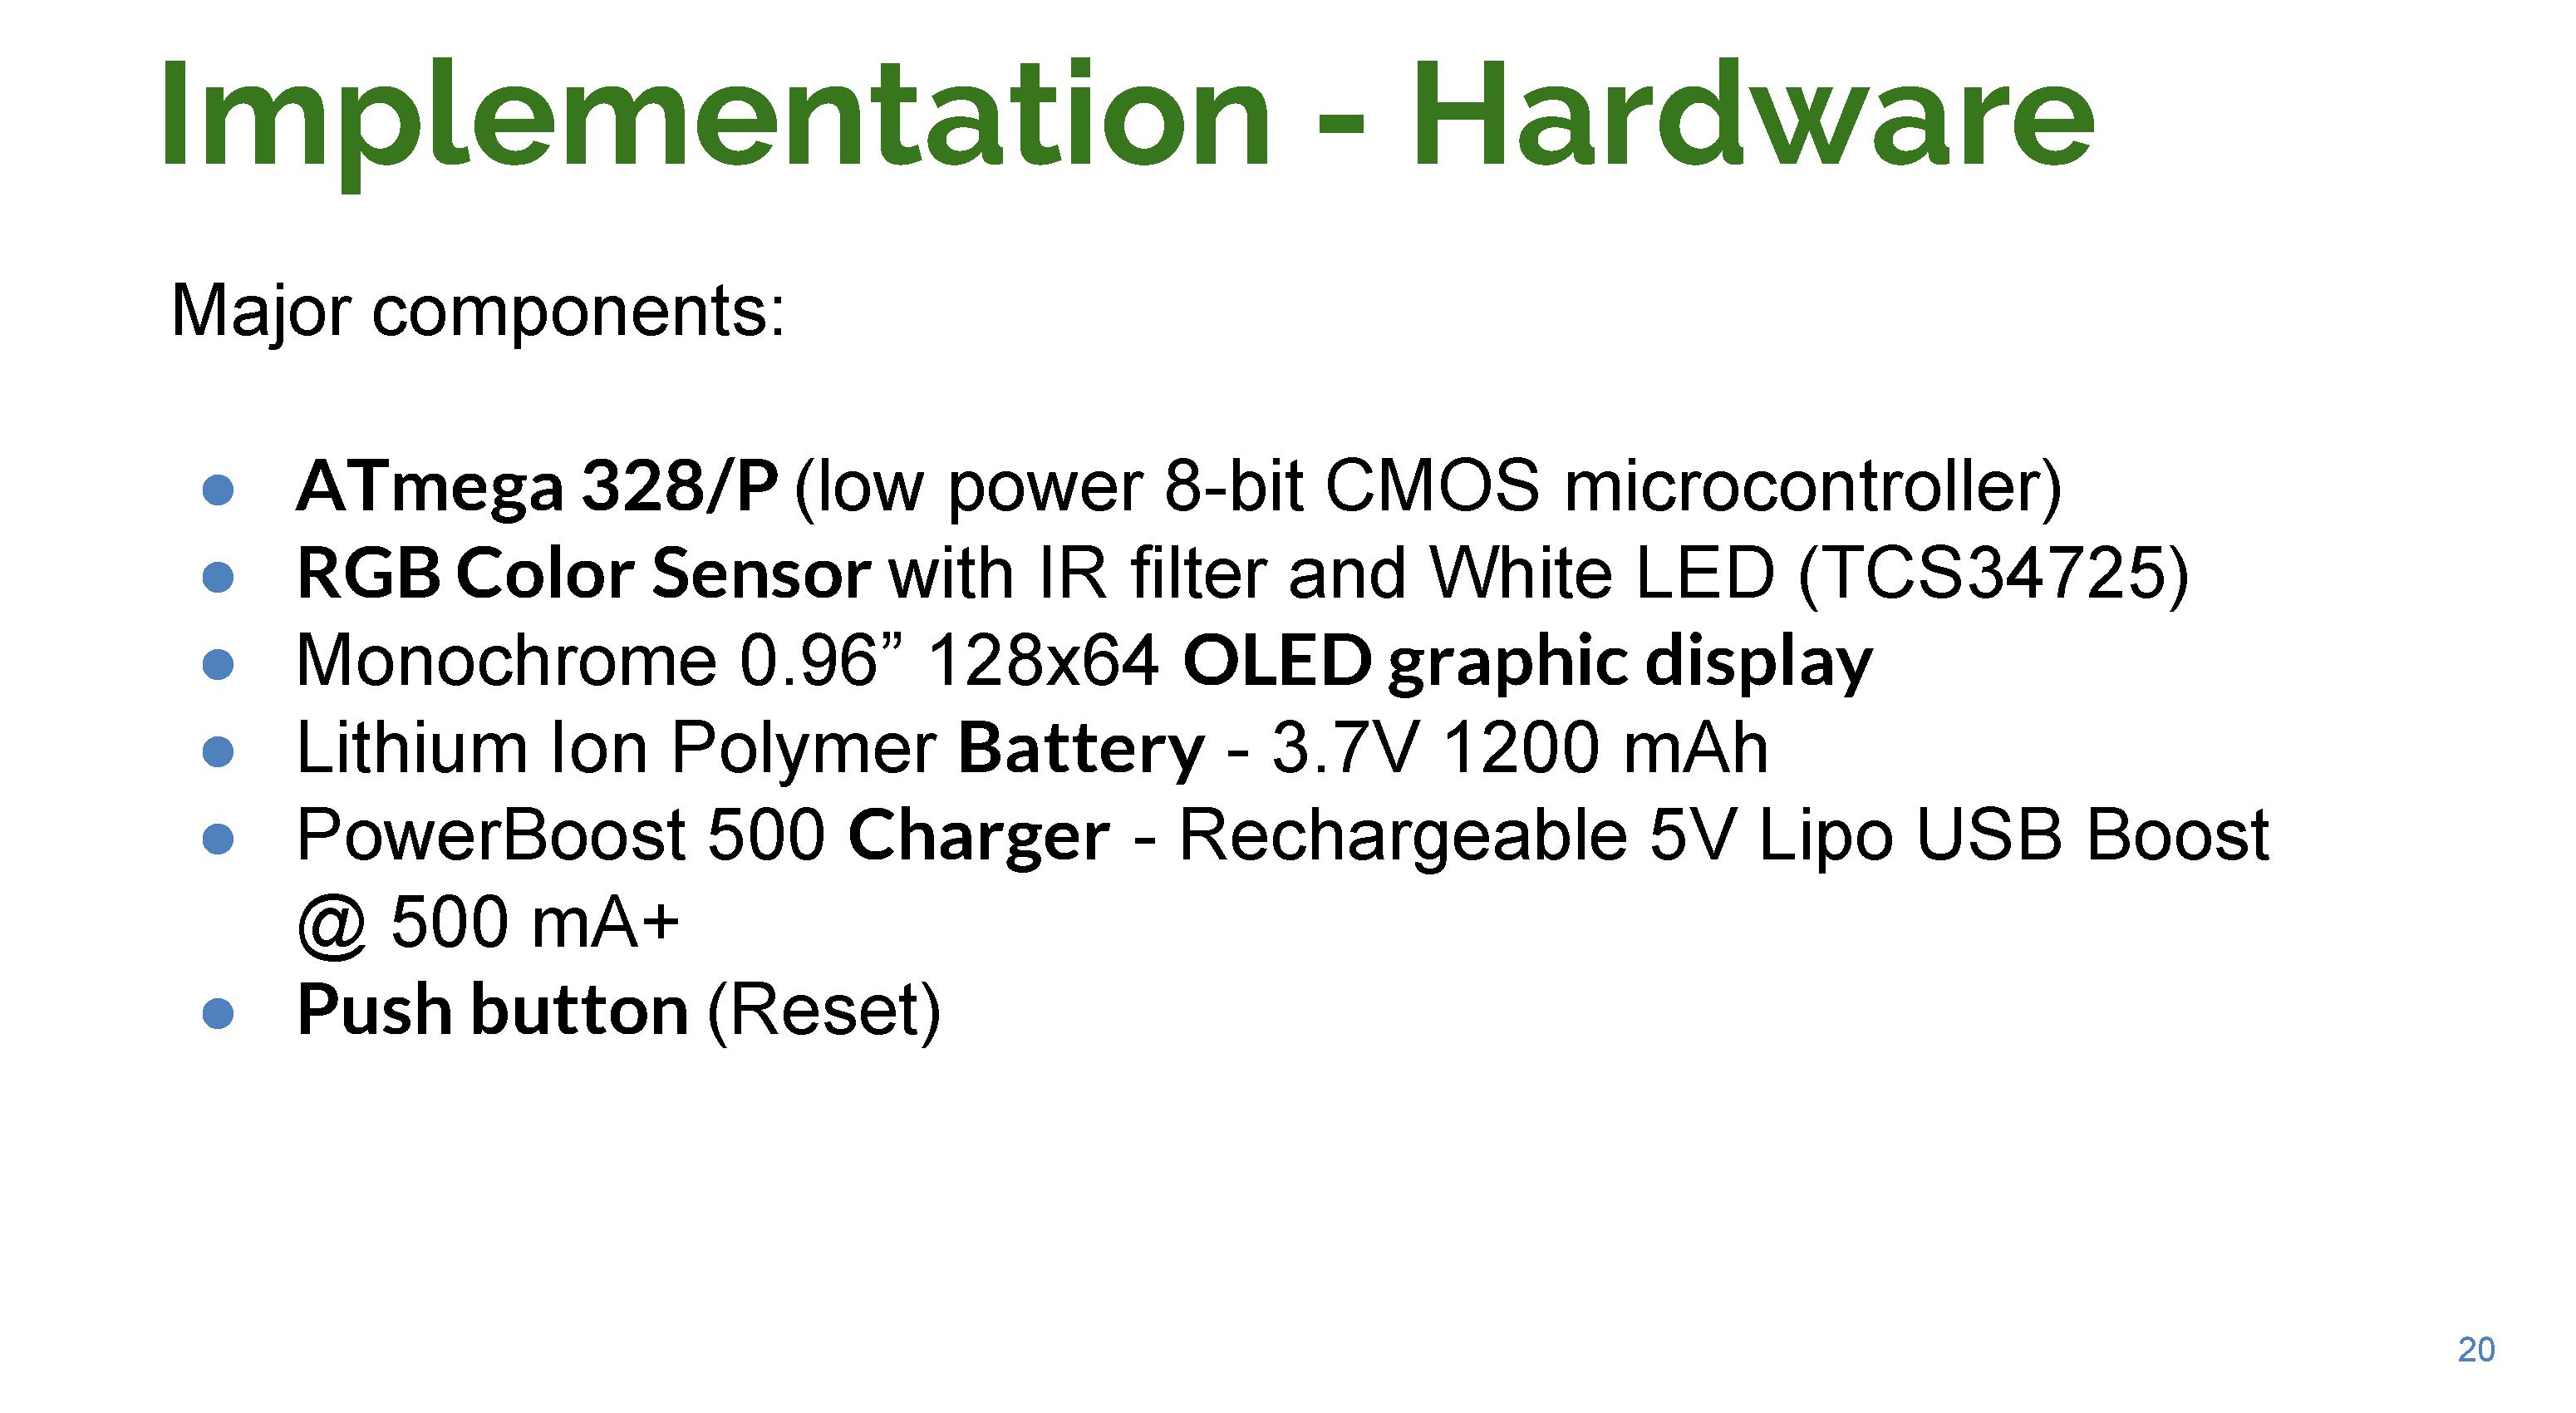 Implementation - Hardware
Major components:
● ATmega 328/P (low power 8-bit CMOS microcontroller)
● RGB Color Sensor with IR filter and White LED (TCS34725)
● Monochrome 0.96” 128x64 OLED graphic display
● Lithium Ion Polymer Battery - 3.7V 1200 mAh
● PowerBoost 500 Charger - Rechargeable 5V Lipo USB Boost
@ 500 mA+
● Push button (Reset)
20